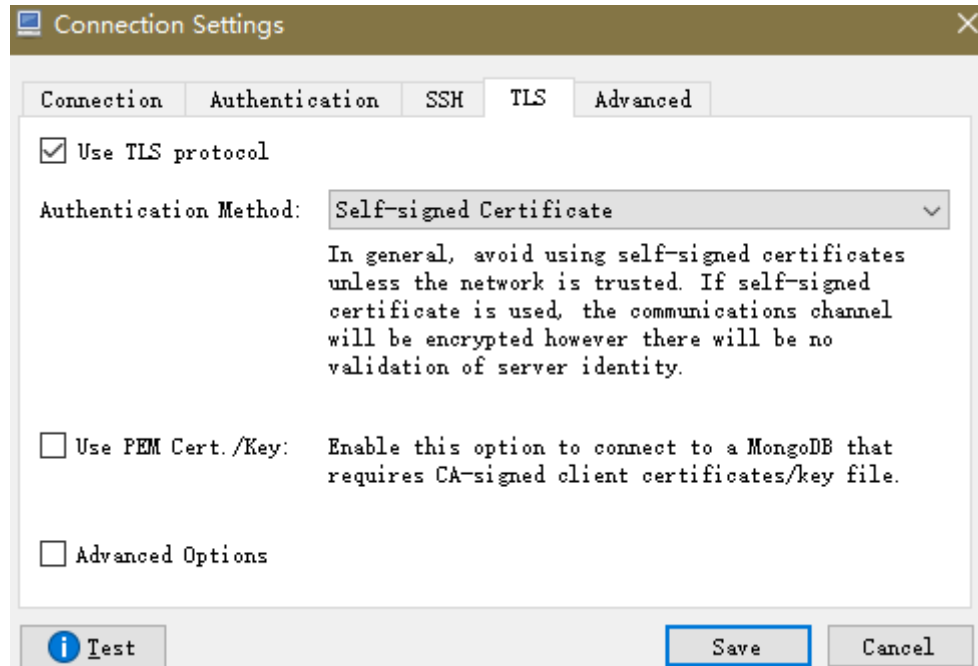 Connection Settings
Connection Authentication SSH TLS Advanced
Use TLS protocol
Authentication Method: Self-signed Certificate
In general, avoid using self-signed certificates
unless the network is trusted. If self-signed
certificate is used, the communications channel
will be encrypted however there will be no
validation of server identity.
Use PEM Cert./Key: Enable this option to connect to a MongoDB that
requires CA-signed client certificates/key file.
Advanced Options
Test Save Cancel